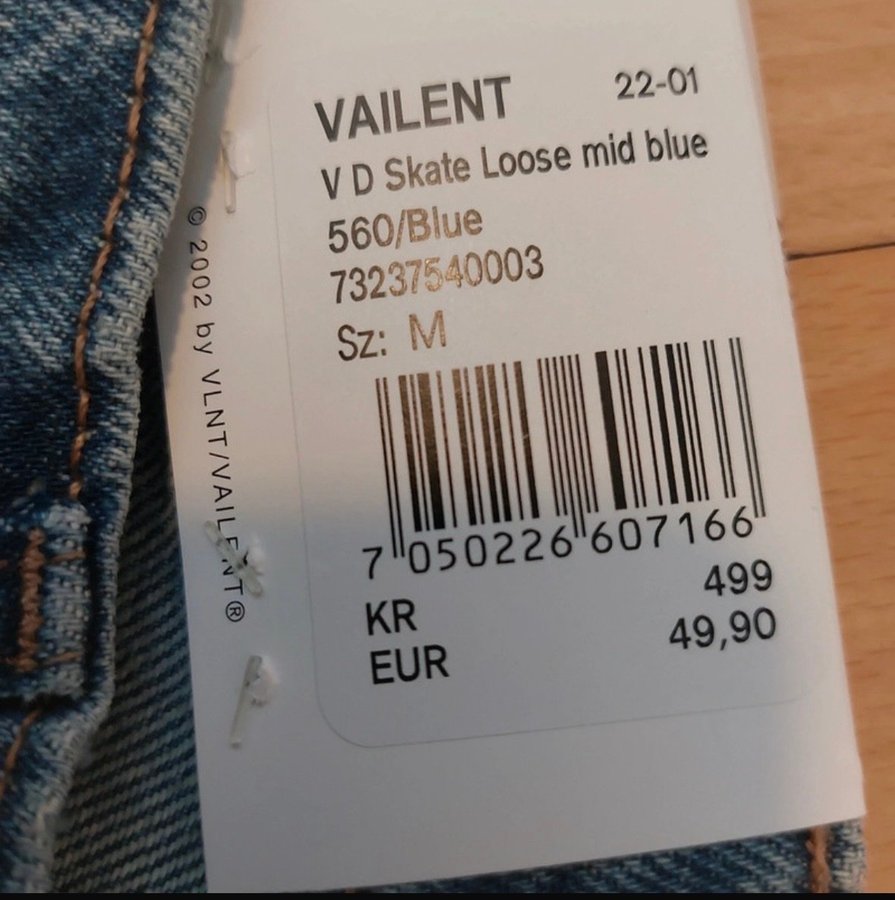 VAILENT 22-01
V D Skate Loose mid blue
560/Blue
73237540003
Sz: M
7 050226 607166
KR 499
EUR 49,90
© 2002 by VLNT/VAILENT®